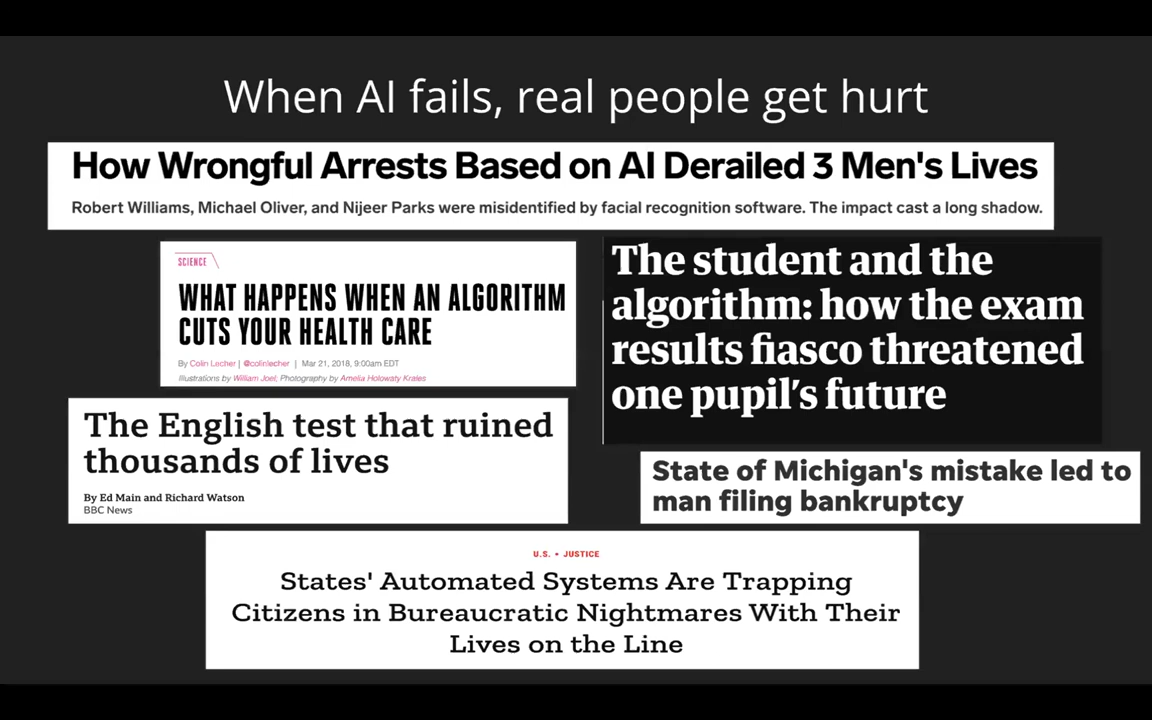 When AI fails, real people get hurt
How Wrongful Arrests Based on AI Derailed 3 Men's Lives
Robert Williams, Michael Oliver, and Nijeer Parks were misidentified by facial recognition software. The impact cast a long shadow.
SCIENCE
WHAT HAPPENS WHEN AN ALGORITHM
CUTS YOUR HEALTH CARE
By Colin Lecher | @colinlecher | Mar 21, 2018, 9:00am EDT
Illustrations by William Joel; Photography by Amelia Holowaty Krales
The student and the
algorithm: how the exam
results fiasco threatened
one pupil's future
The English test that ruined
thousands of lives
By Ed Main and Richard Watson
BBC News
State of Michigan's mistake led to
man filing bankruptcy
U.S. • JUSTICE
States' Automated Systems Are Trapping
Citizens in Bureaucratic Nightmares With Their
Lives on the Line